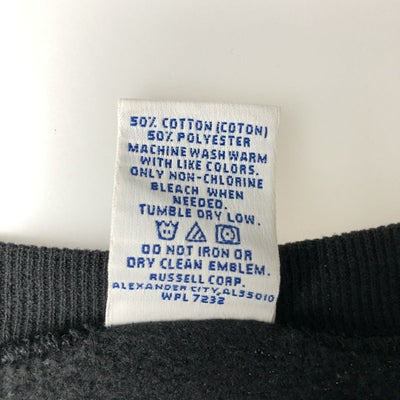 50% COTTON (COTON)
50% POLYESTER
MACHINE WASH WARM
WITH LIKE COLORS.
ONLY NON-CHLORINE
BLEACH WHEN
NEEDED.
TUMBLE DRY LOW.
DO NOT IRON OR
DRY CLEAN EMBLEM.
RUSSELL CORP.
ALEXANDER CITY, AL35010
WPL 7232